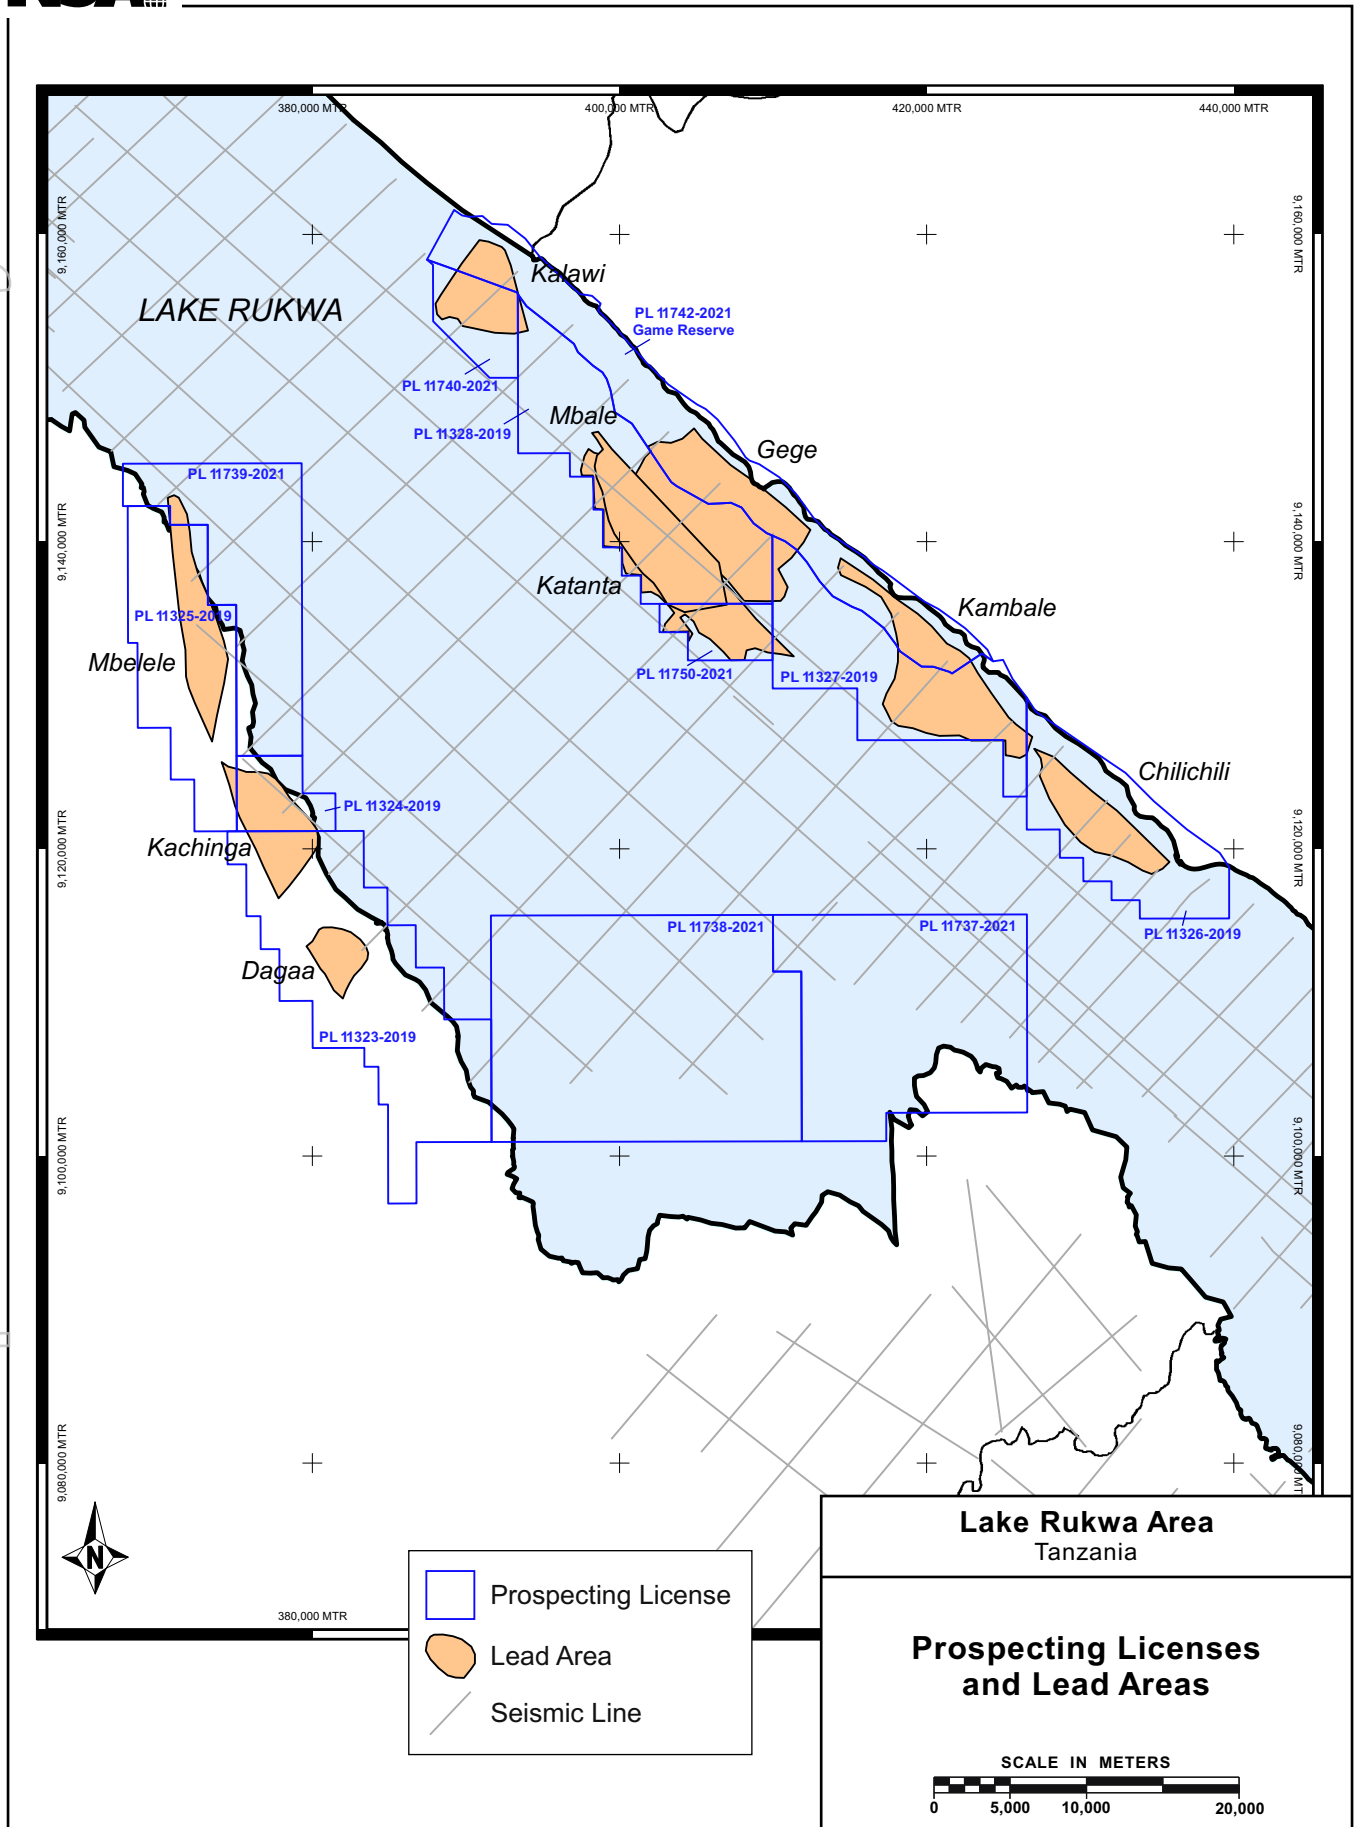 380,000 MTR
400,000 MTR
420,000 MTR
440,000 MTR
9,160,000 MTR
9,160,000 MTR
Kalawi
LAKE RUKWA
PL 11742-2021
Game Reserve
PL 11740-2021
Mbale
PL 11328-2019
Gege
PL 11739-2021
9,140,000 MTR
9,140,000 MTR
Katanta
Kambale
PL 11325-2019
Mbelele
PL 11750-2021
PL 11327-2019
Chilichili
PL 11324-2019
Kachinga
9,120,000 MTR
9,120,000 MTR
PL 11738-2021
PL 11737-2021
PL 11326-2019
Dagaa
PL 11323-2019
9,100,000 MTR
9,100,000 MTR
9,080,000 MTR
9,080,000 MT
N
380,000 MTR
Prospecting License
Lead Area
Seismic Line
Lake Rukwa Area
Tanzania
Prospecting Licenses
and Lead Areas
SCALE IN METERS
0 5,000 10,000 20,000